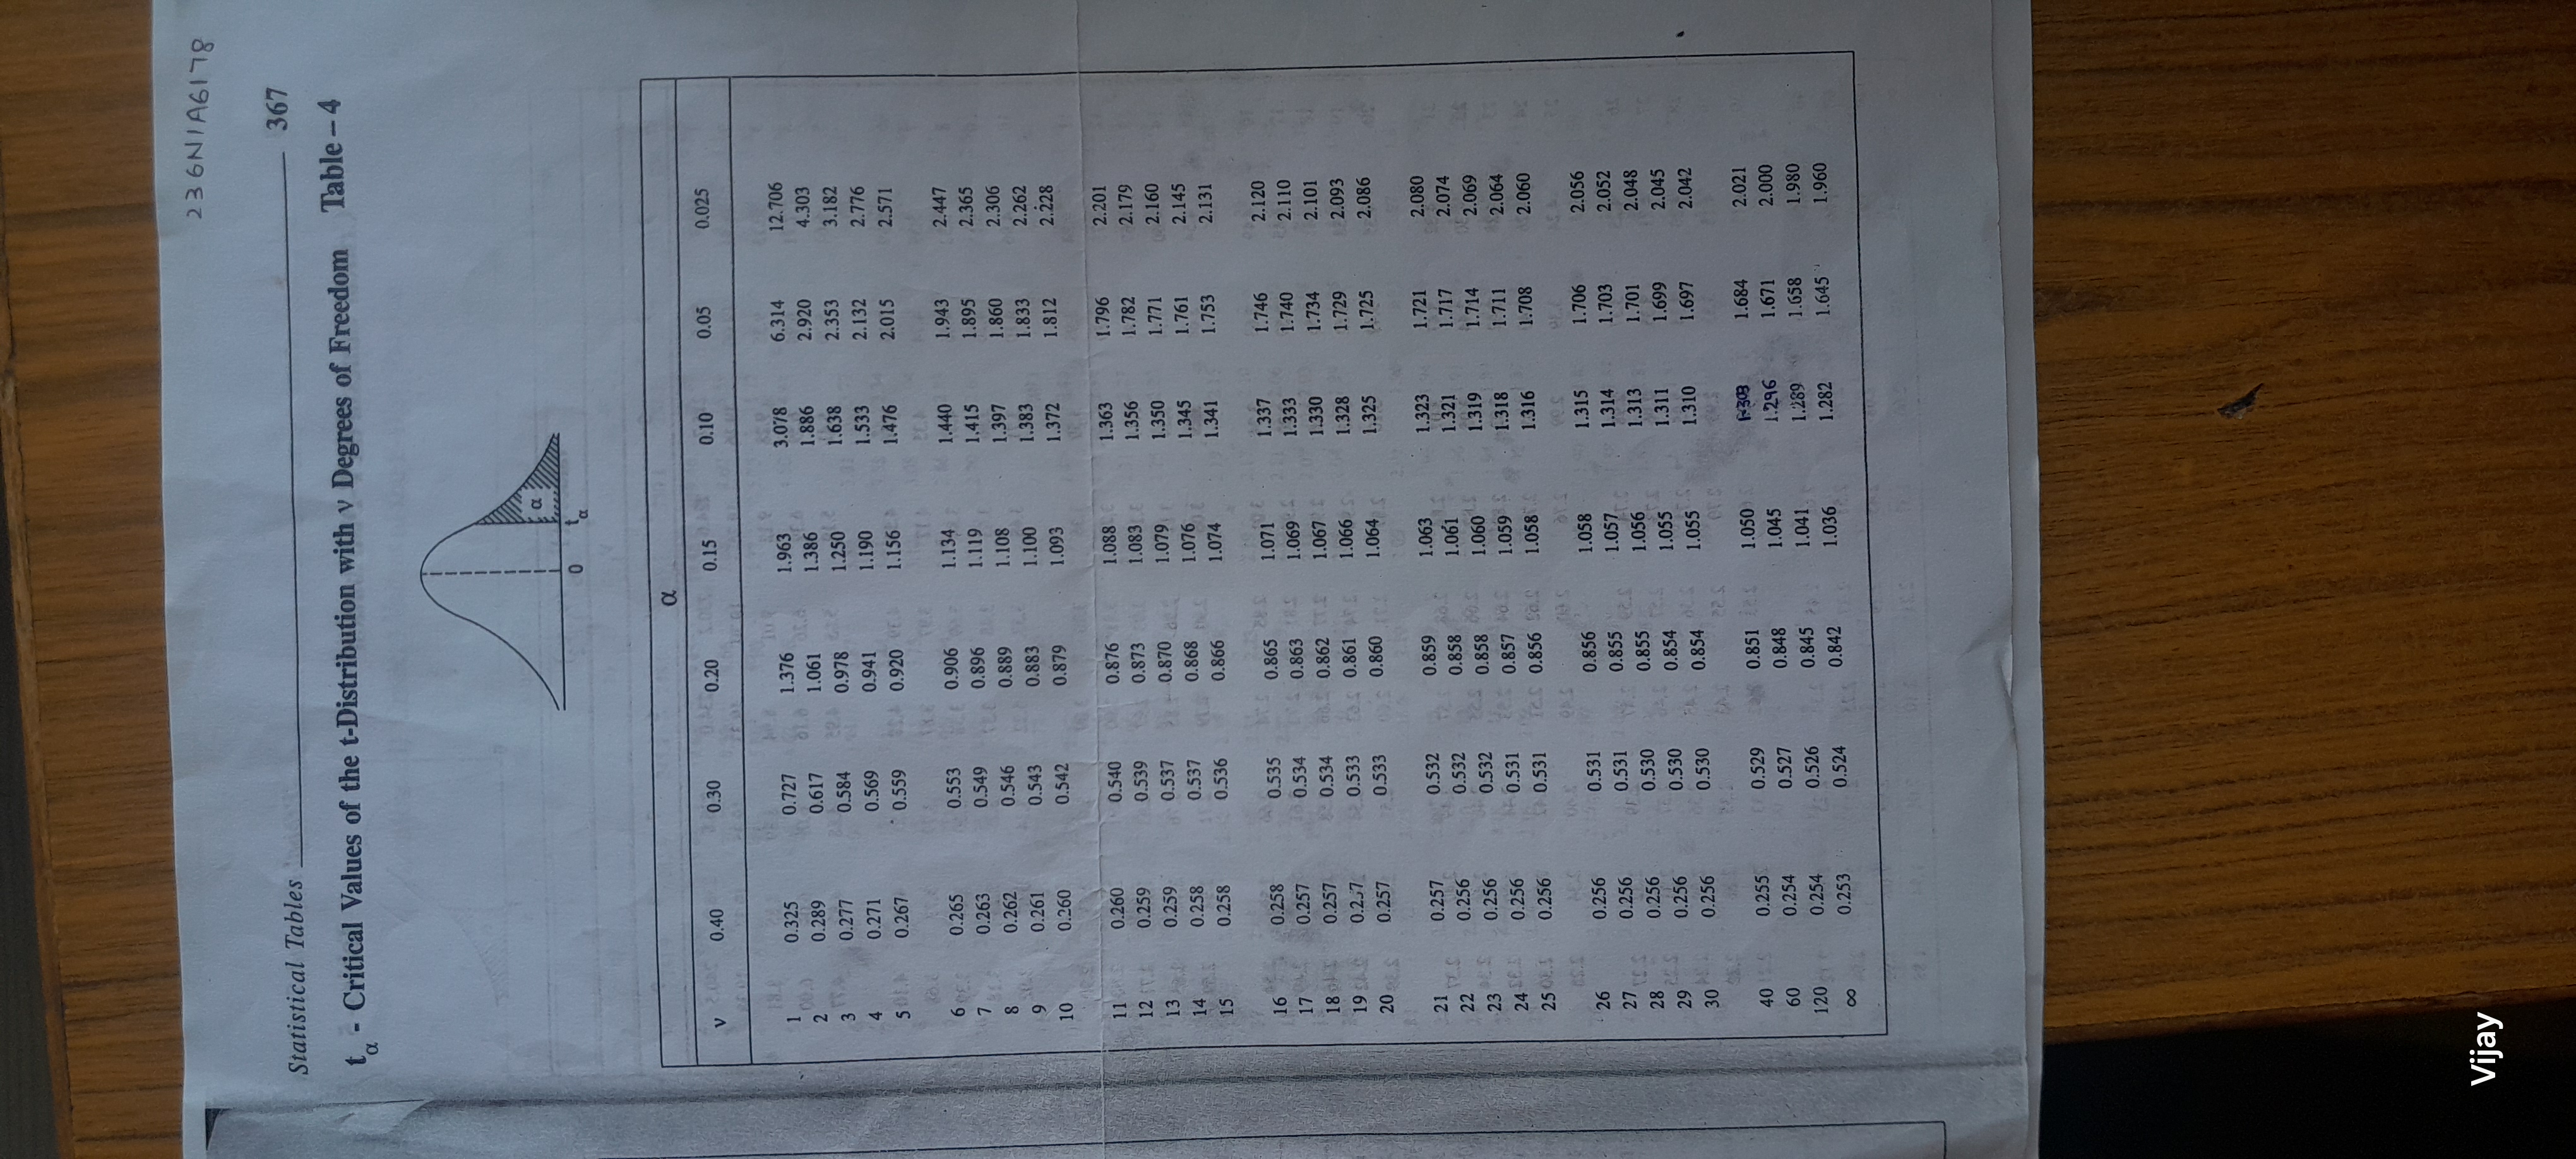 236N1A6178
Statistical Tables 367
tα - Critical Values of the t-Distribution with ν Degrees of Freedom Table – 4
α
0 tα
α
ν 0.40 0.30 0.20 0.15 0.10 0.05 0.025
1 0.325 0.727 1.376 1.963 3.078 6.314 12.706
2 0.289 0.617 1.061 1.386 1.886 2.920 4.303
3 0.277 0.584 0.978 1.250 1.638 2.353 3.182
4 0.271 0.569 0.941 1.190 1.533 2.132 2.776
5 0.267 0.559 0.920 1.156 1.476 2.015 2.571
6 0.265 0.553 0.906 1.134 1.440 1.943 2.447
7 0.263 0.549 0.896 1.119 1.415 1.895 2.365
8 0.262 0.546 0.889 1.108 1.397 1.860 2.306
9 0.261 0.543 0.883 1.100 1.383 1.833 2.262
10 0.260 0.542 0.879 1.093 1.372 1.812 2.228
11 0.260 0.540 0.876 1.088 1.363 1.796 2.201
12 0.259 0.539 0.873 1.083 1.356 1.782 2.179
13 0.259 0.537 0.870 1.079 1.350 1.771 2.160
14 0.258 0.537 0.868 1.076 1.345 1.761 2.145
15 0.258 0.536 0.866 1.074 1.341 1.753 2.131
16 0.258 0.535 0.865 1.071 1.337 1.746 2.120
17 0.257 0.534 0.863 1.069 1.333 1.740 2.110
18 0.257 0.534 0.862 1.067 1.330 1.734 2.101
19 0.257 0.533 0.861 1.066 1.328 1.729 2.093
20 0.257 0.533 0.860 1.064 1.325 1.725 2.086
21 0.257 0.532 0.859 1.063 1.323 1.721 2.080
22 0.256 0.532 0.858 1.061 1.321 1.717 2.074
23 0.256 0.532 0.858 1.060 1.319 1.714 2.069
24 0.256 0.531 0.857 1.059 1.318 1.711 2.064
25 0.256 0.531 0.856 1.058 1.316 1.708 2.060
26 0.256 0.531 0.856 1.058 1.315 1.706 2.056
27 0.256 0.531 0.855 1.057 1.314 1.703 2.052
28 0.256 0.530 0.855 1.056 1.313 1.701 2.048
29 0.256 0.530 0.854 1.055 1.311 1.699 2.045
30 0.256 0.530 0.854 1.055 1.310 1.697 2.042
40 0.255 0.529 0.851 1.050 1.303 1.684 2.021
60 0.254 0.527 0.848 1.045 1.296 1.671 2.000
120 0.254 0.526 0.845 1.041 1.289 1.658 1.980
∞ 0.253 0.524 0.842 1.036 1.282 1.645 1.960
Vijay